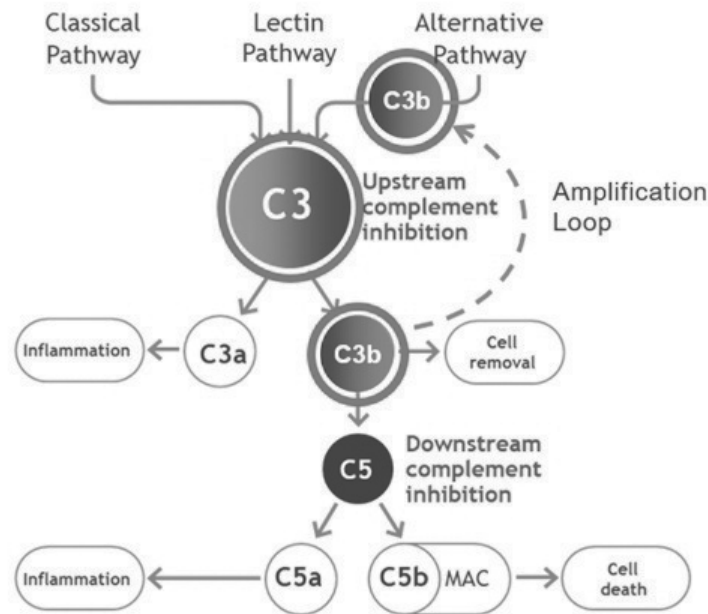 Classical
Pathway
Lectin
Pathway
Alternative
Pathway
C3b
C3
Upstream
complement
inhibition
Amplification
Loop
Inflammation
C3a
C3b
Cell
removal
C5
Downstream
complement
inhibition
Inflammation
C5a
C5b
MAC
Cell
death